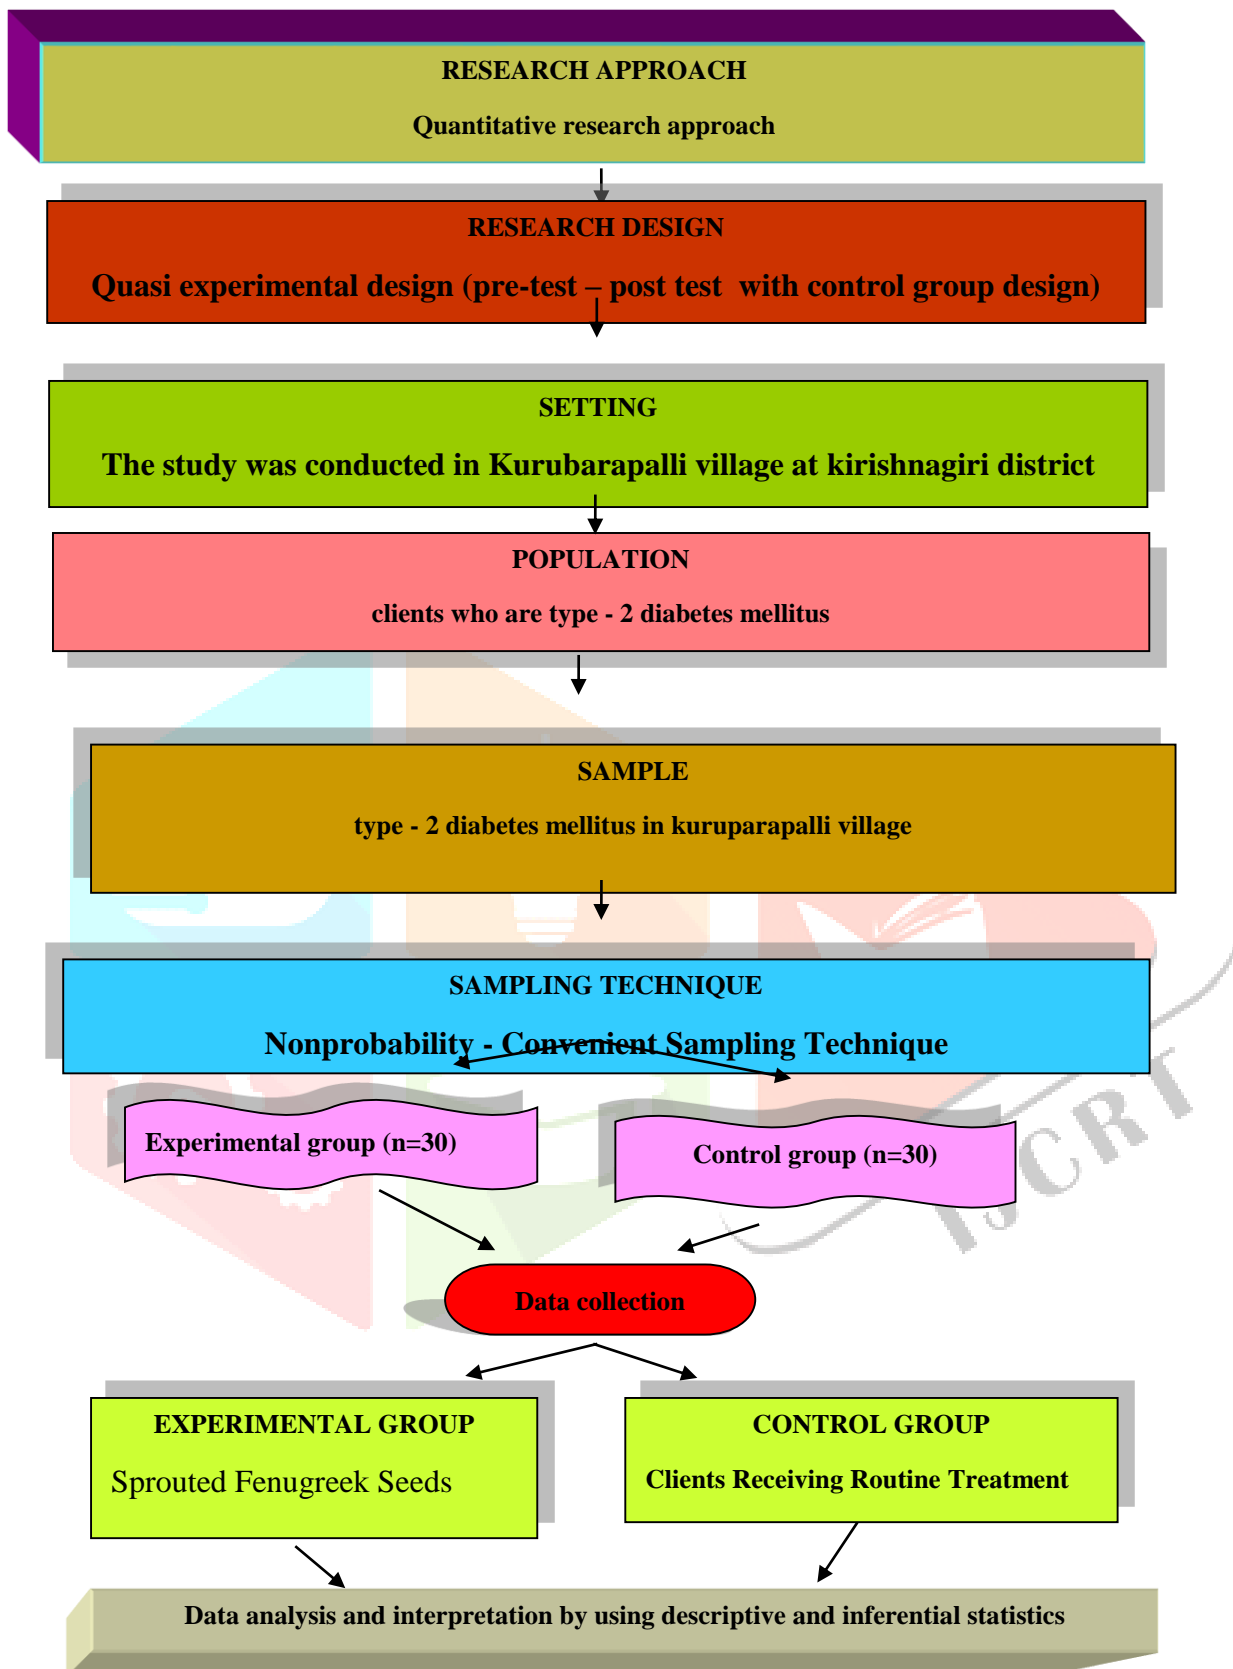 RESEARCH APPROACH
Quantitative research approach
RESEARCH DESIGN
Quasi experimental design (pre-test – post test with control group design)
SETTING
The study was conducted in Kurubarapalli village at kirishnagiri district
POPULATION
clients who are type - 2 diabetes mellitus
SAMPLE
type - 2 diabetes mellitus in kuruparapalli village
SAMPLING TECHNIQUE
Nonprobability - Convenient Sampling Technique
Experimental group (n=30)
Control group (n=30)
IJCRT
Data collection
EXPERIMENTAL GROUP
Sprouted Fenugreek Seeds
CONTROL GROUP
Clients Receiving Routine Treatment
Data analysis and interpretation by using descriptive and inferential statistics